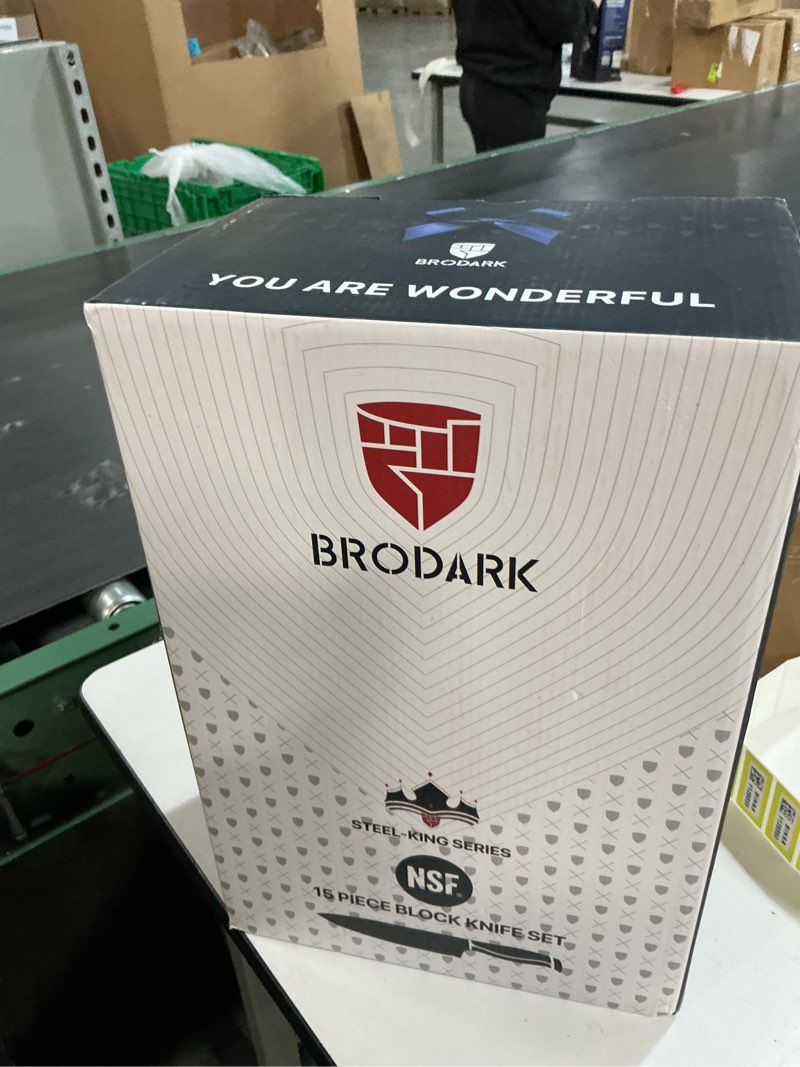 BRODARK
YOU ARE WONDERFUL
BRODARK
STEEL-KING SERIES
NSF
15 PIECE BLOCK KNIFE SET